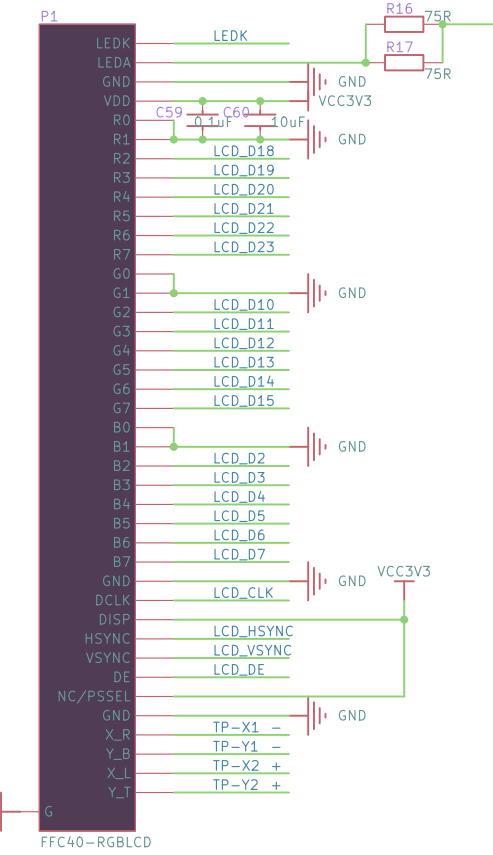 R16
75R
P1
LEDK LEDK
LEDA R17
75R
GND GND
VDD VCC3V3
C59 C60
R0 0.1uF 10uF
R1 GND
R2 LCD_D18
R3 LCD_D19
R4 LCD_D20
R5 LCD_D21
R6 LCD_D22
R7 LCD_D23
G0
G1 GND
G2 LCD_D10
G3 LCD_D11
G4 LCD_D12
G5 LCD_D13
G6 LCD_D14
G7 LCD_D15
B0
B1 GND
B2 LCD_D2
B3 LCD_D3
B4 LCD_D4
B5 LCD_D5
B6 LCD_D6
B7 LCD_D7
VCC3V3
GND GND
DCLK LCD_CLK
DISP
HSYNC LCD_HSYNC
VSYNC LCD_VSYNC
DE LCD_DE
NC/PSSEL
GND GND
X_R TP-X1 -
Y_B TP-Y1 -
X_L TP-X2 +
Y_T TP-Y2 +
G
FFC40-RGBLCD